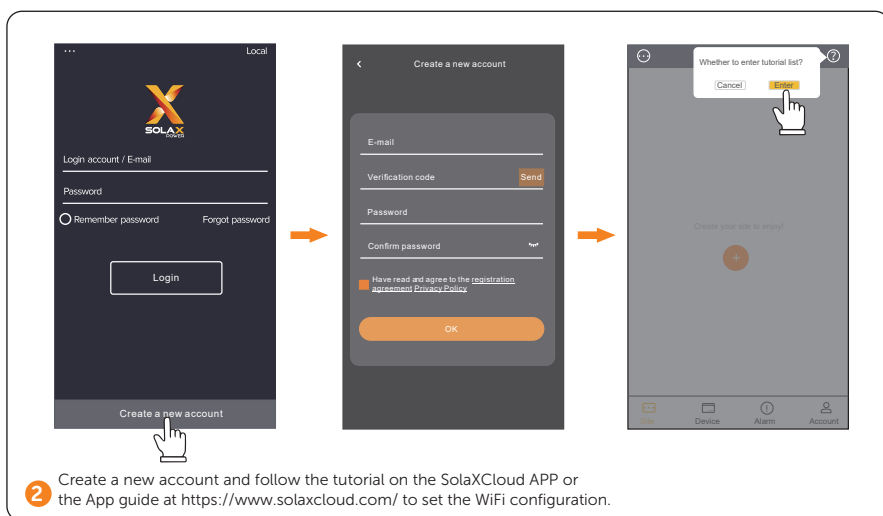 Local
SOLAX
POWER
Login account / E-mail
Password
Remember password Forgot password
Login
Create a new account
Create a new account
E-mail
Verification code Send
Password
Confirm password
Have read and agree to the registration
agreement Privacy Policy
OK
Whether to enter tutorial list?
Cancel Enter
Create your site to enjoy!
Site Device Alarm Account
2 Create a new account and follow the tutorial on the SolaXCloud APP or
the App guide at https://www.solaxcloud.com/ to set the WiFi configuration.